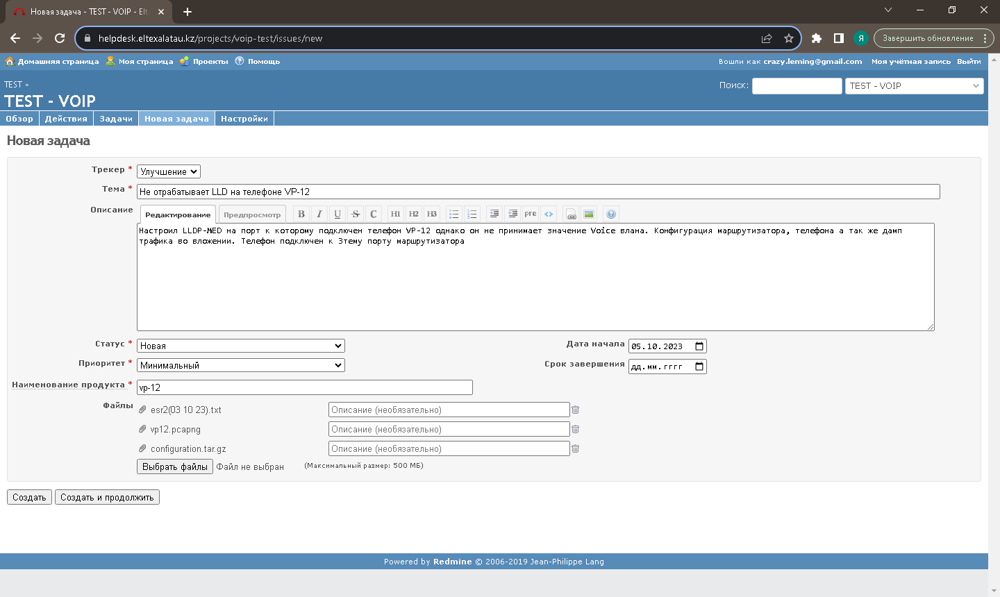 Новая задача - TEST - VOIP - Elt
helpdesk.eltexalatau.kz/projects/voip-test/issues/new
Я
Завершить обновление
Домашняя страница Моя страница Проекты Помощь
Вошли как crazy.leming@gmail.com Моя учётная запись Выйти
TEST »
Поиск: TEST - VOIP
TEST - VOIP
Обзор Действия Задачи Новая задача Настройки
Новая задача
Трекер * Улучшение
Тема * Не отрабатывает LLD на телефоне VP-12
Описание Редактирование Предпросмотр B I U S C H1 H2 H3 pre <>
Настроил LLDP-MED на порт к которому подключен телефон VP-12 однако он не принимает значение Voice влана. Конфигурация маршрутизатора, телефона а так же дамп
трафика во вложении. Телефон подключен к 3тему порту маршрутизатора
Статус * Новая Дата начала 05.10.2023
Приоритет * Минимальный Срок завершения дд.мм.гггг
Наименование продукта * vp-12
Файлы esr2(03 10 23).txt Описание (необязательно)
vp12.pcapng Описание (необязательно)
configuration.tar.gz Описание (необязательно)
Выбрать файлы Файл не выбран (Максимальный размер: 500 МБ)
Создать Создать и продолжить
Powered by Redmine © 2006-2019 Jean-Philippe Lang